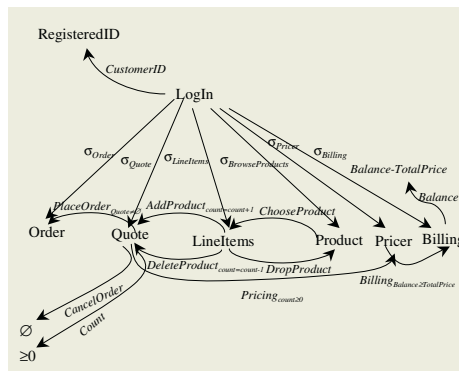 RegisteredID
CustomerID
LogIn
σOrder
σQuote
σLineItems
σBrowseProducts
σPricer
σBilling
Balance-TotalPrice
Balance
PlaceOrder
AddProductcount=count+1
ChooseProduct
Order
Quote
LineItems
Product
Pricer
Billing
DeleteProductcount=count-1
DropProduct
BillingBalance≥TotalPrice
Pricingcount≥0
CancelOrder
Count
∅
≥0